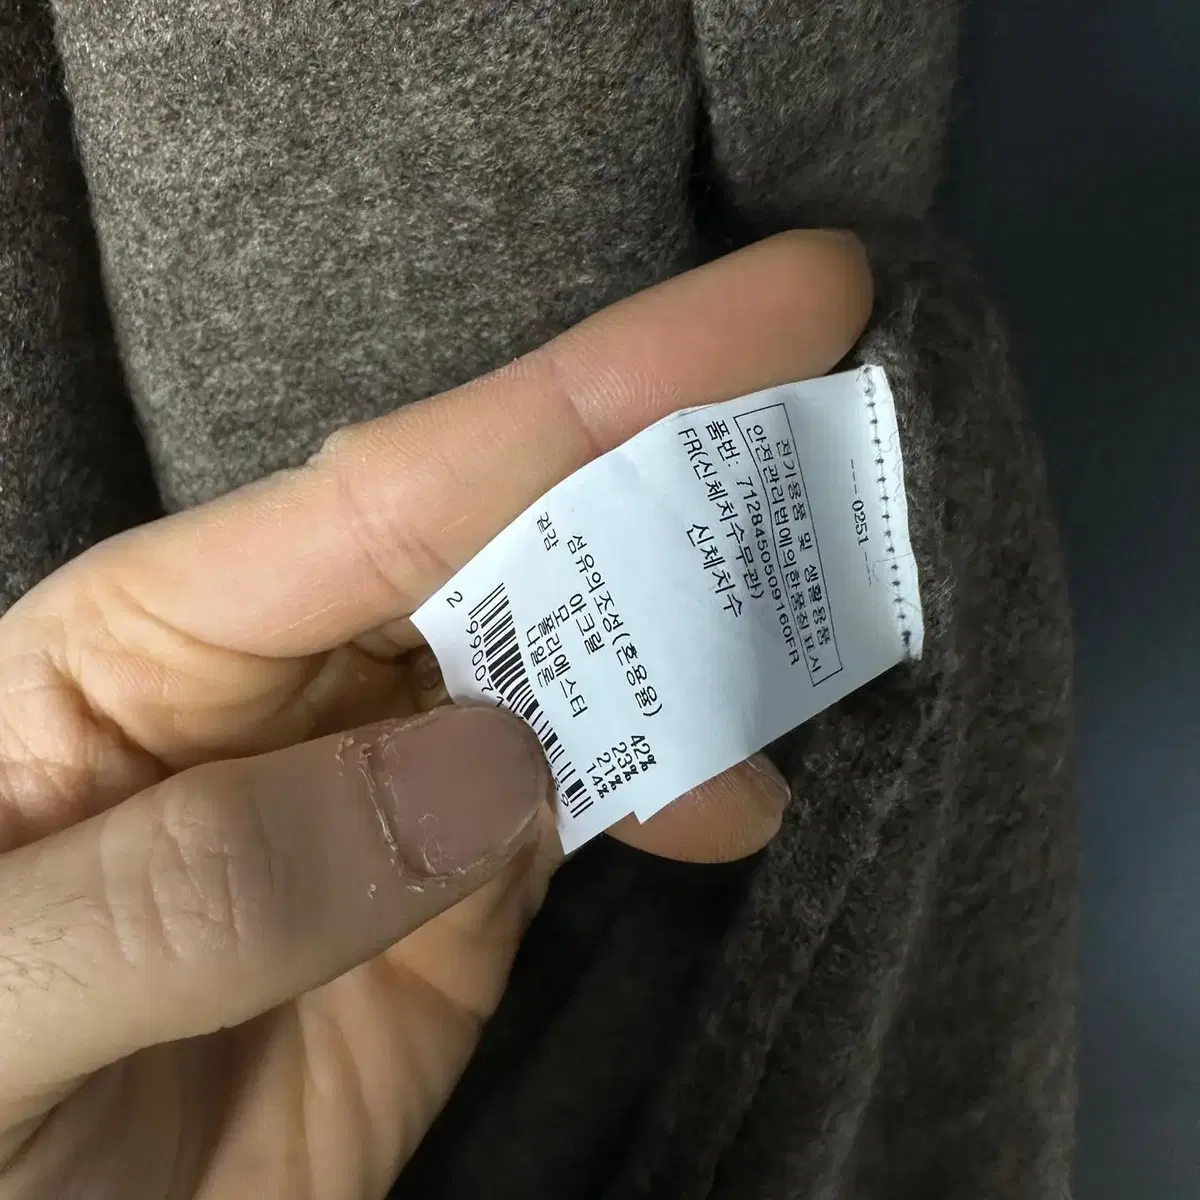 ---0251--
전기용품 및 생활용품
안전관리법에의한품질표시
품번: 7128450509160FR
FR(신체치수무관)
신체치수
섬유의조성(혼용율)
겉감 아크릴 42%
모 23%
폴리에스터 21%
나일론 14%
2 99007